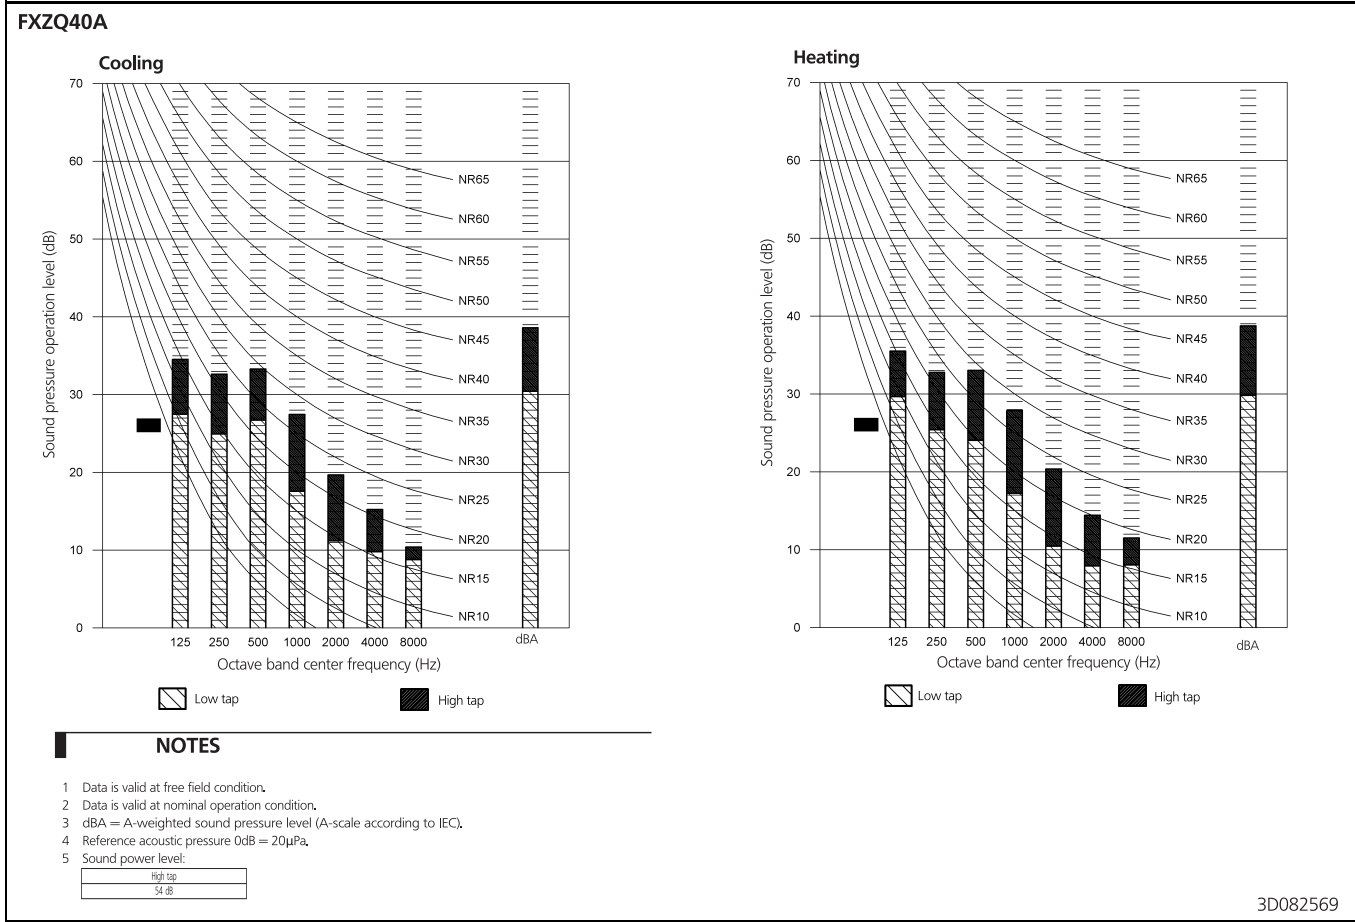 FXZQ40A
Cooling
70
60
50
40
30
20
10
0
Sound pressure operation level (dB)
NR65
NR60
NR55
NR50
NR45
NR40
NR35
NR30
NR25
NR20
NR15
NR10
125 250 500 1000 2000 4000 8000 dBA
Octave band center frequency (Hz)
Low tap High tap
Heating
70
60
50
40
30
20
10
0
Sound pressure operation level (dB)
NR65
NR60
NR55
NR50
NR45
NR40
NR35
NR30
NR25
NR20
NR15
NR10
125 250 500 1000 2000 4000 8000 dBA
Octave band center frequency (Hz)
Low tap High tap
NOTES
1 Data is valid at free field condition.
2 Data is valid at nominal operation condition.
3 dBA = A-weighted sound pressure level (A-scale according to IEC).
4 Reference acoustic pressure 0dB = 20µPa.
5 Sound power level:
High tap
54 dB
3D082569